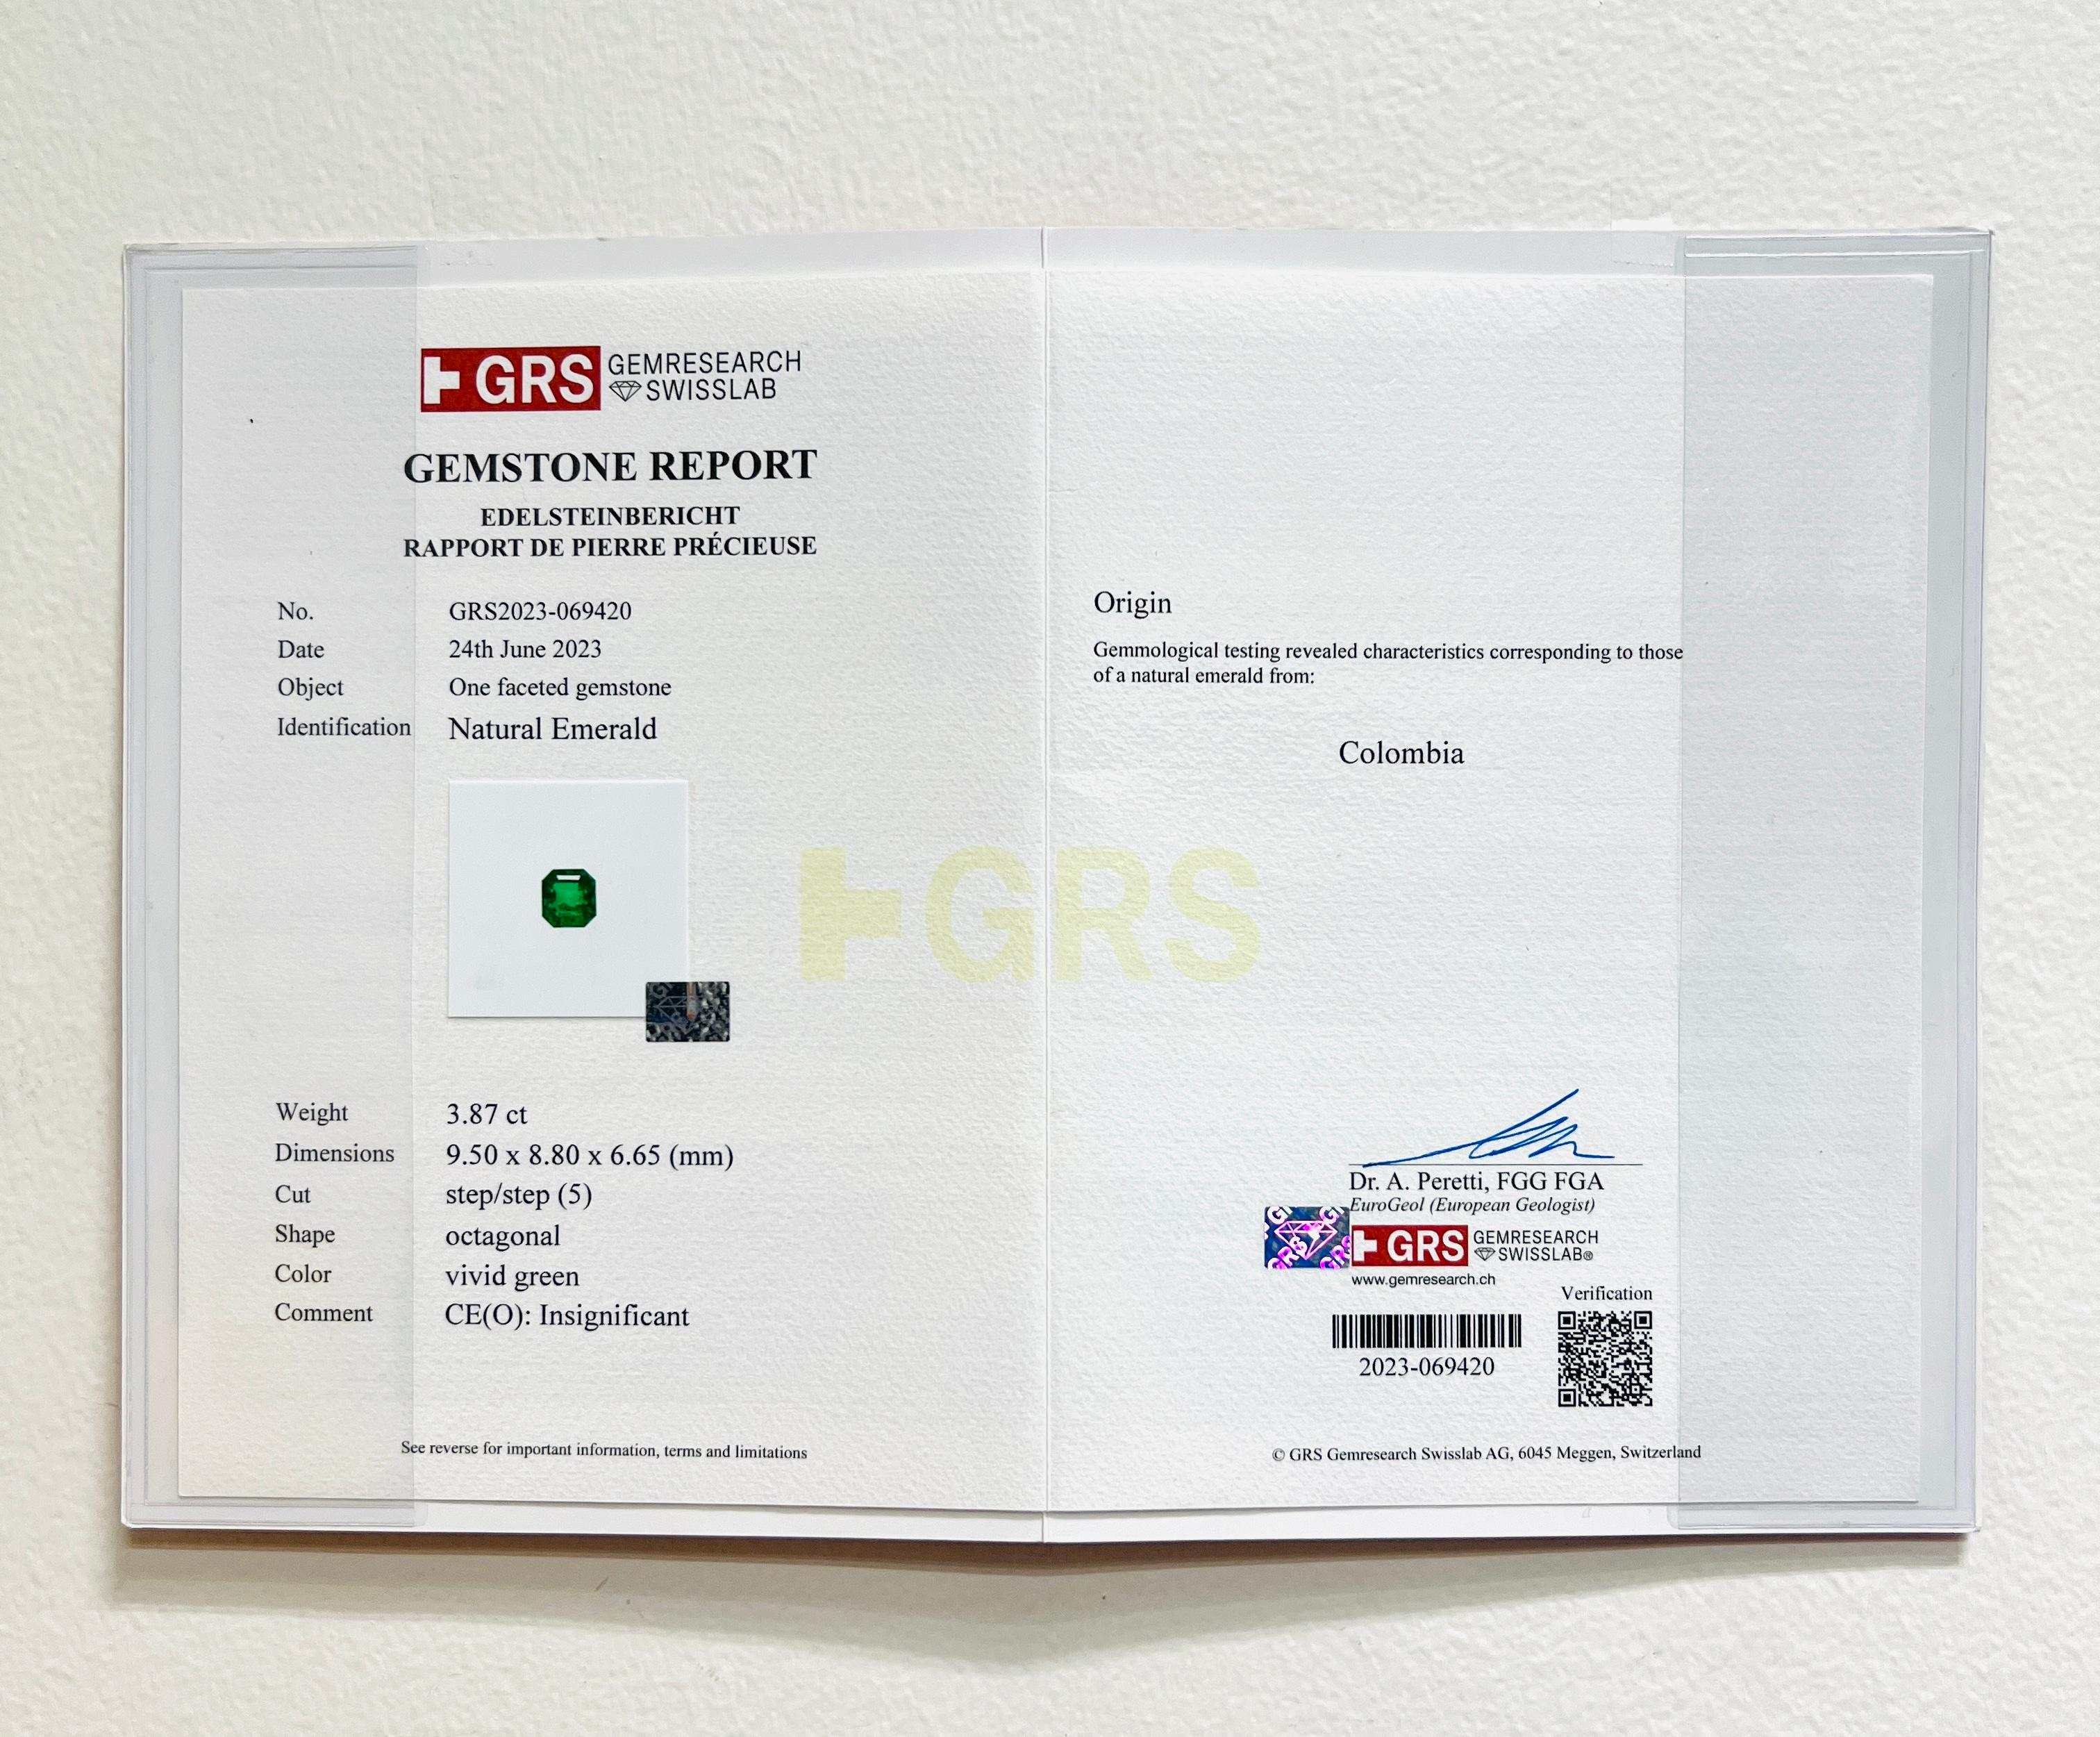 GRS GEMRESEARCH
SWISSLAB
GEMSTONE REPORT
EDELSTEINBERICHT
RAPPORT DE PIERRE PRÉCIEUSE
No. GRS2023-069420
Date 24th June 2023
Object One faceted gemstone
Identification Natural Emerald
Weight 3.87 ct
Dimensions 9.50 x 8.80 x 6.65 (mm)
Cut step/step (5)
Shape octagonal
Color vivid green
Comment CE(O): Insignificant
See reverse for important information, terms and limitations
GRS
Origin
Gemmological testing revealed characteristics corresponding to those
of a natural emerald from:
Colombia
Dr. A. Peretti, FGG FGA
EuroGeol (European Geologist)
GRS GEMRESEARCH
SWISSLAB®
www.gemresearch.ch
Verification
2023-069420
© GRS Gemresearch Swisslab AG, 6045 Meggen, Switzerland